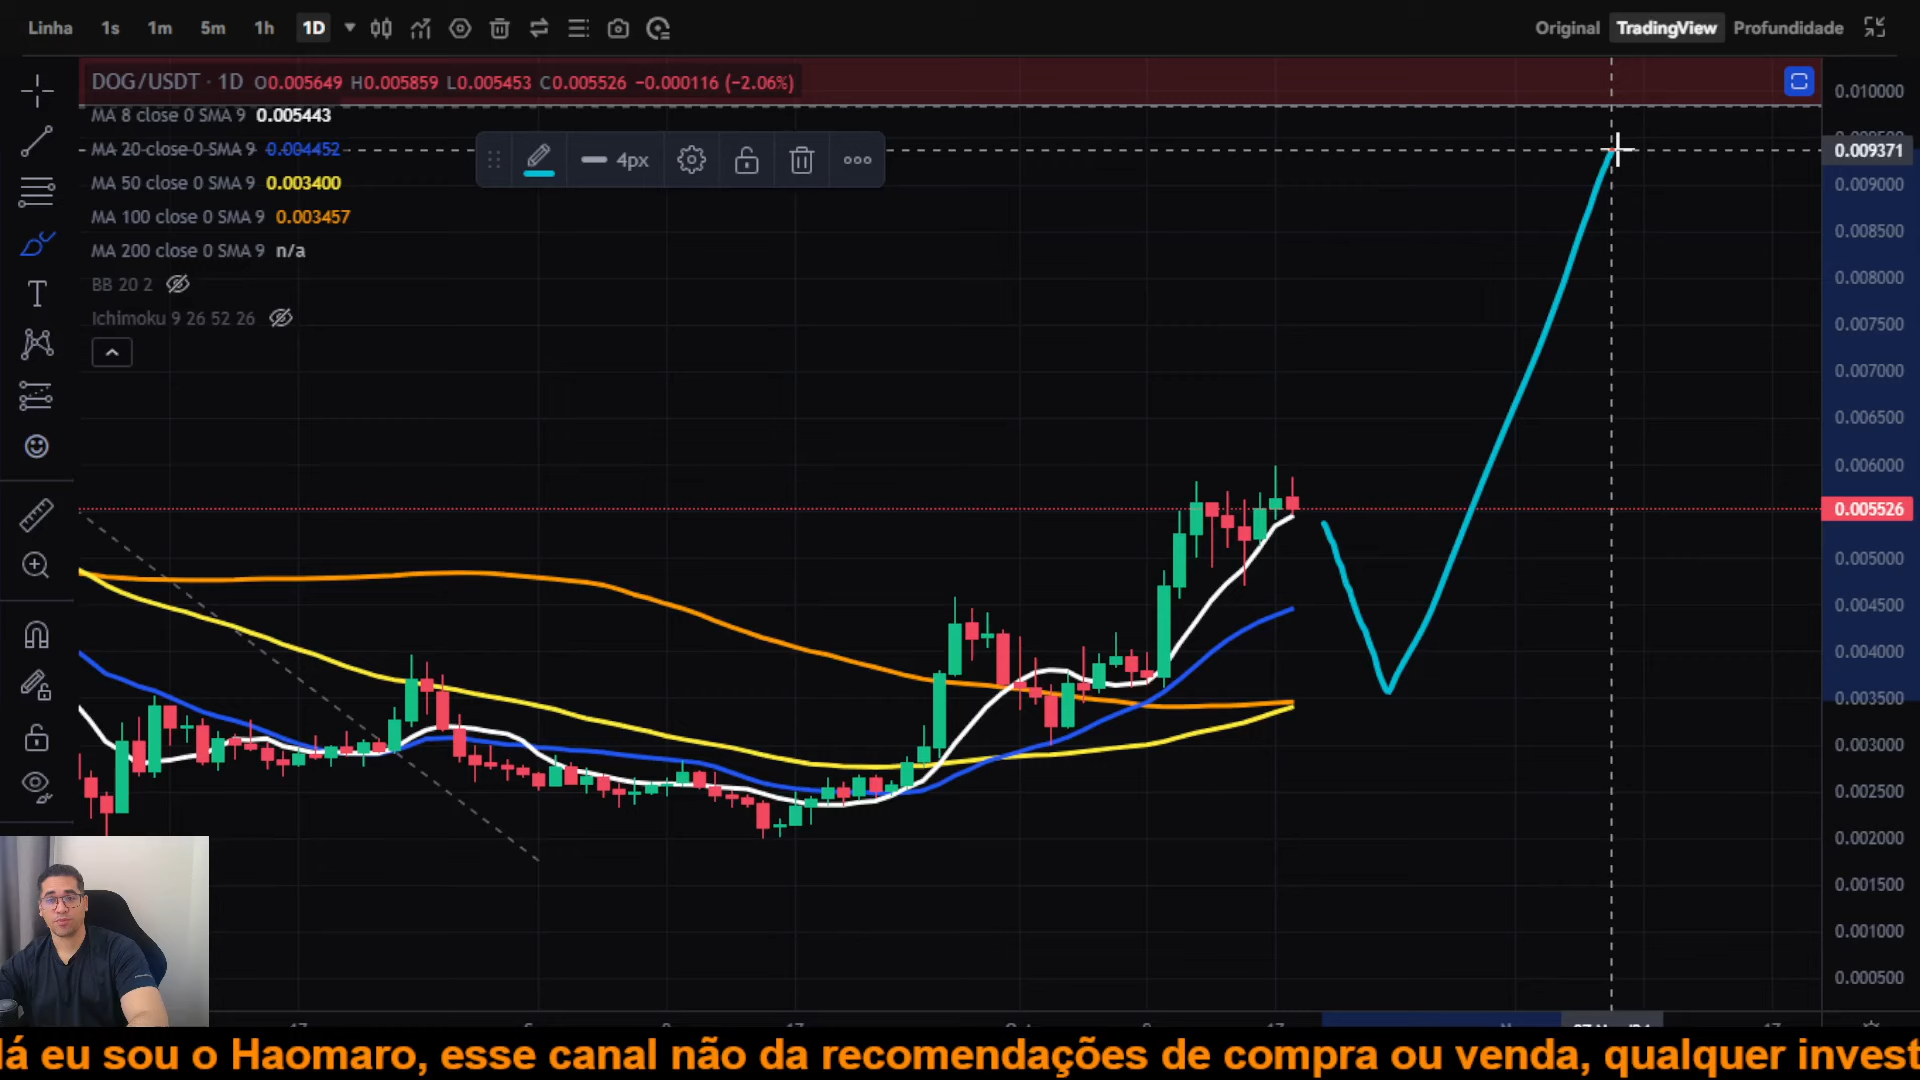 Linha 1s 1m 5m 1h 1D Original TradingView Profundidade
DOG/USDT · 1D O0.005649 H0.005859 L0.005453 C0.005526 −0.000116 (−2.06%)
MA 8 close 0 SMA 9 0.005443
MA 20 close 0 SMA 9 0.004452
MA 50 close 0 SMA 9 0.003400
MA 100 close 0 SMA 9 0.003457
MA 200 close 0 SMA 9 n/a
BB 20 2
Ichimoku 9 26 52 26
4px
0.010000
0.009371
0.009000
0.008500
0.008000
0.007500
0.007000
0.006500
0.006000
0.005526
0.005000
0.004500
0.004000
0.003500
0.003000
0.002500
0.002000
0.001500
0.001000
0.000500
lá eu sou o Haomaro, esse canal não da recomendações de compra ou venda, qualquer invest